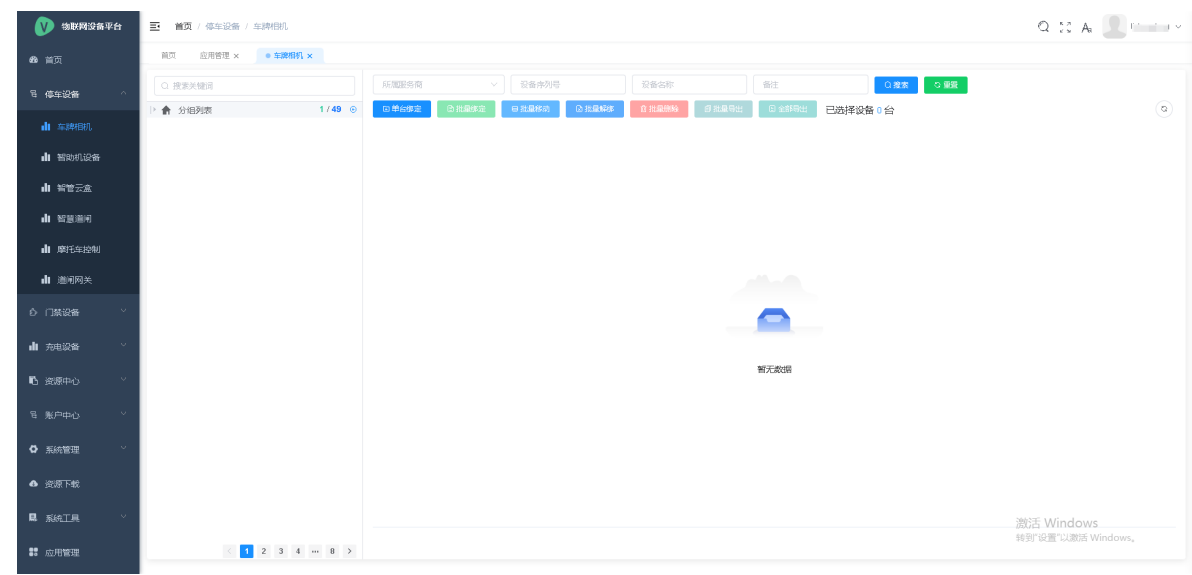 物联网设备平台
首页 / 停车设备 / 车牌相机
首页 应用管理 × 车牌相机 ×
首页
停车设备
车牌相机
智助机设备
智管云盒
智慧道闸
摩托车控制
道闸网关
门禁设备
充电设备
资源中心
账户中心
系统管理
资源下载
系统工具
应用管理
搜索关键词
分组列表 1 / 49
< 1 2 3 4 ··· 8 >
所属服务商 设备序列号 设备名称 备注 搜索 重置
单台绑定 批量绑定 批量移动 批量解绑 批量删除 批量导出 全部导出 已选择设备 0 台
暂无数据
激活 Windows
转到"设置"以激活 Windows。